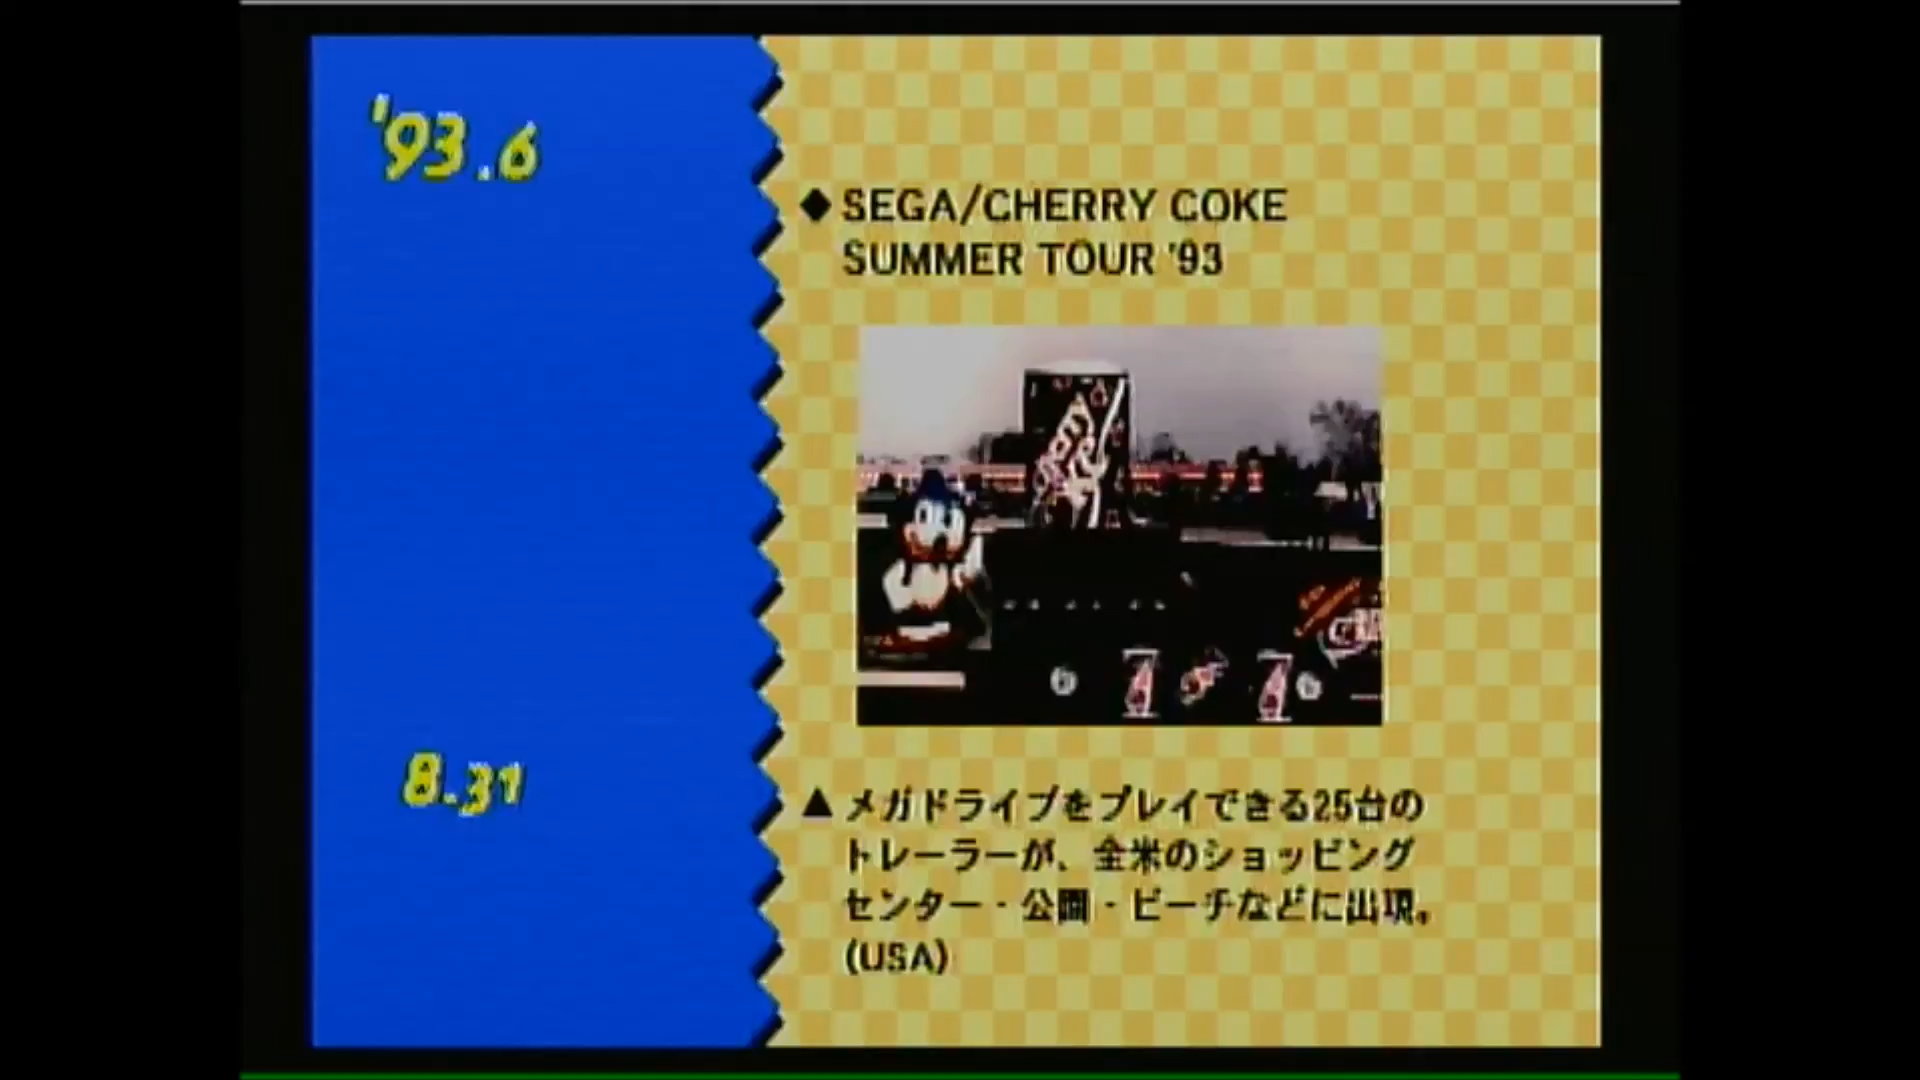 '93.6
◆SEGA/CHERRY COKE
SUMMER TOUR '93
8.31
▲メガドライブをプレイできる25台の
トレーラーが、全米のショッピング
センター・公園・ビーチなどに出現。
(USA)